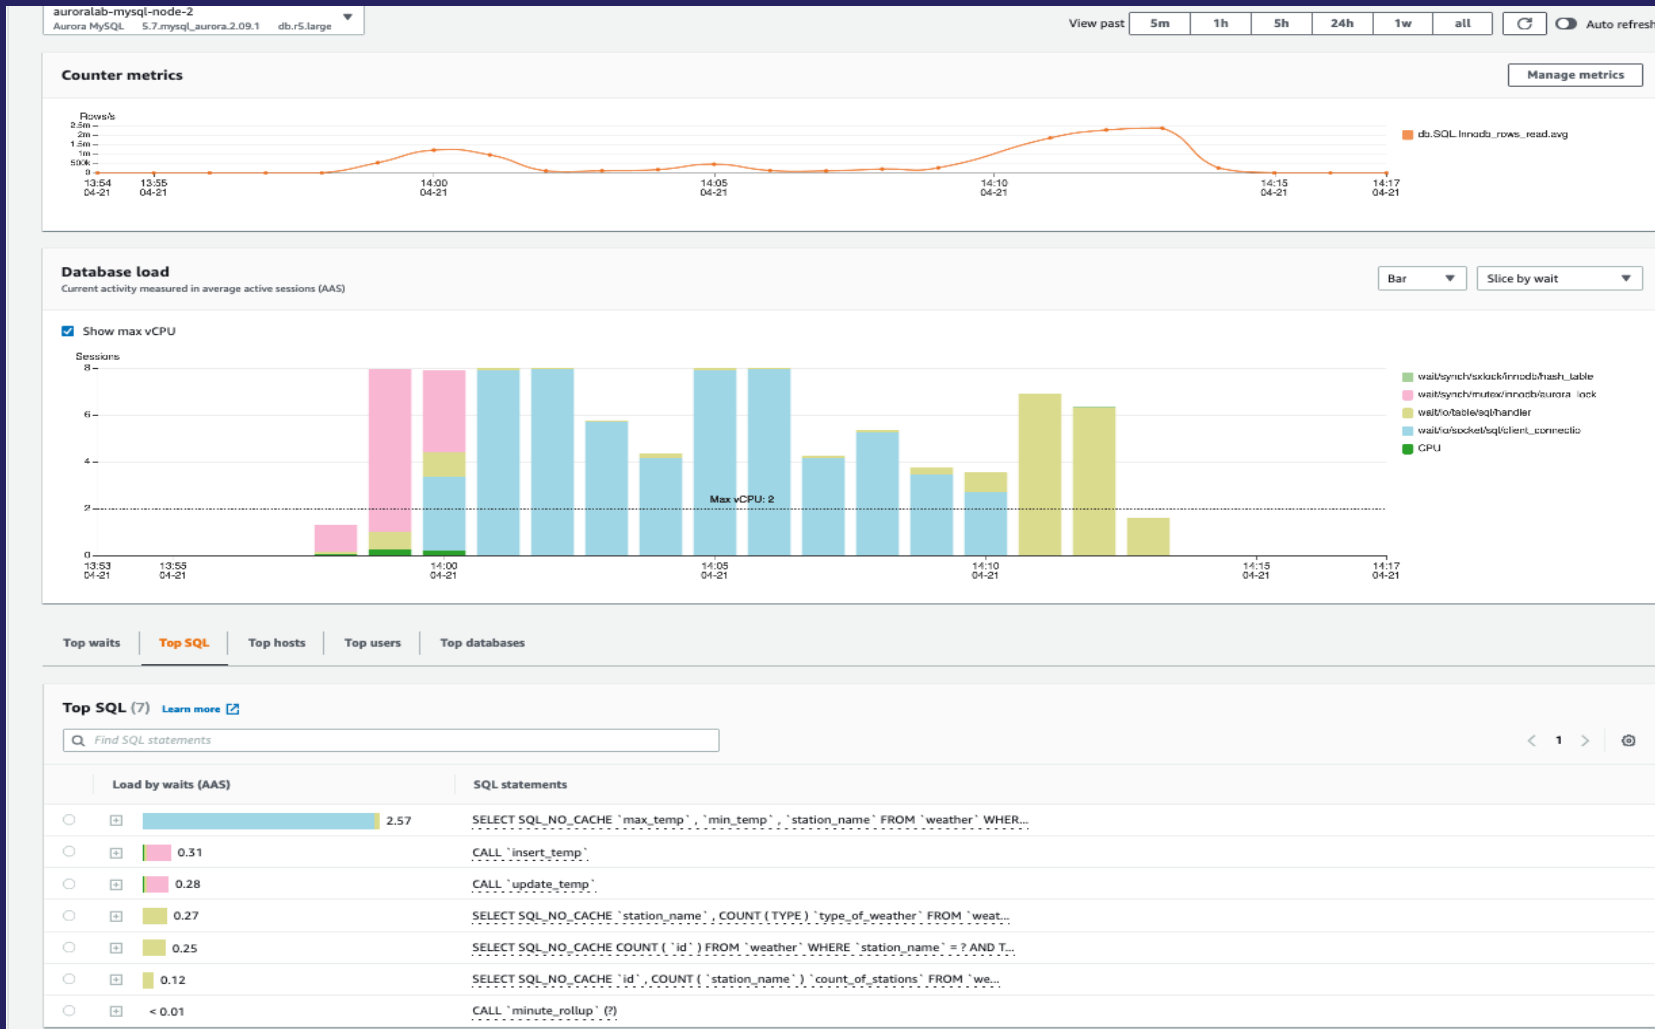 auroralab-mysql-node-2
Aurora MySQL 5.7.mysql_aurora.2.09.1 db.r5.large
View past 5m 1h 5h 24h 1w all Auto refresh
Counter metrics
Manage metrics
Rows/s
2.5m
2m
1.5m
1m
500k
0
13:54 13:55 14:00 14:05 14:10 14:15 14:17
04-21 04-21 04-21 04-21 04-21 04-21 04-21
db.SQL.Innodb_rows_read.avg
Database load
Current activity measured in average active sessions (AAS)
Bar
Slice by wait
Show max vCPU
Sessions
8
6
4
2
0
Max vCPU: 2
13:53 13:55 14:00 14:05 14:10 14:15 14:17
04-21 04-21 04-21 04-21 04-21 04-21 04-21
wait/synch/sxlock/innodb/hash_table
wait/synch/mutex/innodb/aurora_lock
wait/io/table/sql/handler
wait/io/socket/sql/client_connectio
CPU
Top waits Top SQL Top hosts Top users Top databases
Top SQL (7) Learn more
Find SQL statements
1
Load by waits (AAS) SQL statements
2.57 SELECT SQL_NO_CACHE `max_temp` , `min_temp` , `station_name` FROM `weather` WHER...
0.31 CALL `insert_temp`
0.28 CALL `update_temp`
0.27 SELECT SQL_NO_CACHE `station_name` , COUNT ( TYPE ) `type_of_weather` FROM `weat...
0.25 SELECT SQL_NO_CACHE COUNT ( `id` ) FROM `weather` WHERE `station_name` = ? AND T...
0.12 SELECT SQL_NO_CACHE `id` , COUNT ( `station_name` ) `count_of_stations` FROM `we...
< 0.01 CALL `minute_rollup` (?)